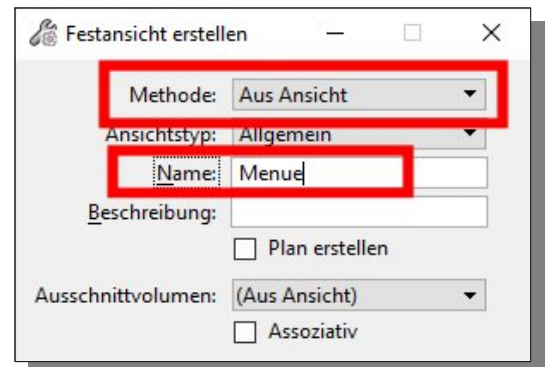 Festansicht erstellen
Methode: Aus Ansicht
Ansichtstyp: Allgemein
Name: Menue
Beschreibung:
Plan erstellen
Ausschnittvolumen: (Aus Ansicht)
Assoziativ